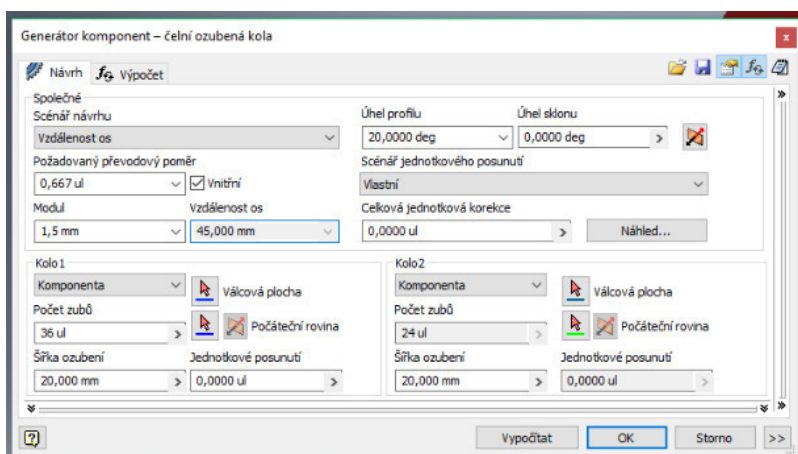 Generátor komponent – čelní ozubená kola
Návrh
Výpočet
Společné
Scénář návrhu
Vzdálenost os
Úhel profilu
Úhel sklonu
20,0000 deg
0,0000 deg
Požadovaný převodový poměr
0,667 ul
Vnitřní
Scénář jednotkového posunutí
Vlastní
Modul
Vzdálenost os
Celková jednotková korekce
1,5 mm
45,000 mm
0,0000 ul
Náhled...
Kolo1
Komponenta
Válcová plocha
Počet zubů
36 ul
Počáteční rovina
Šířka ozubení
Jednotkové posunutí
20,000 mm
0,0000 ul
Kolo2
Komponenta
Válcová plocha
Počet zubů
24 ul
Počáteční rovina
Šířka ozubení
Jednotkové posunutí
20,000 mm
0,0000 ul
Vypočítat
OK
Storno
>>